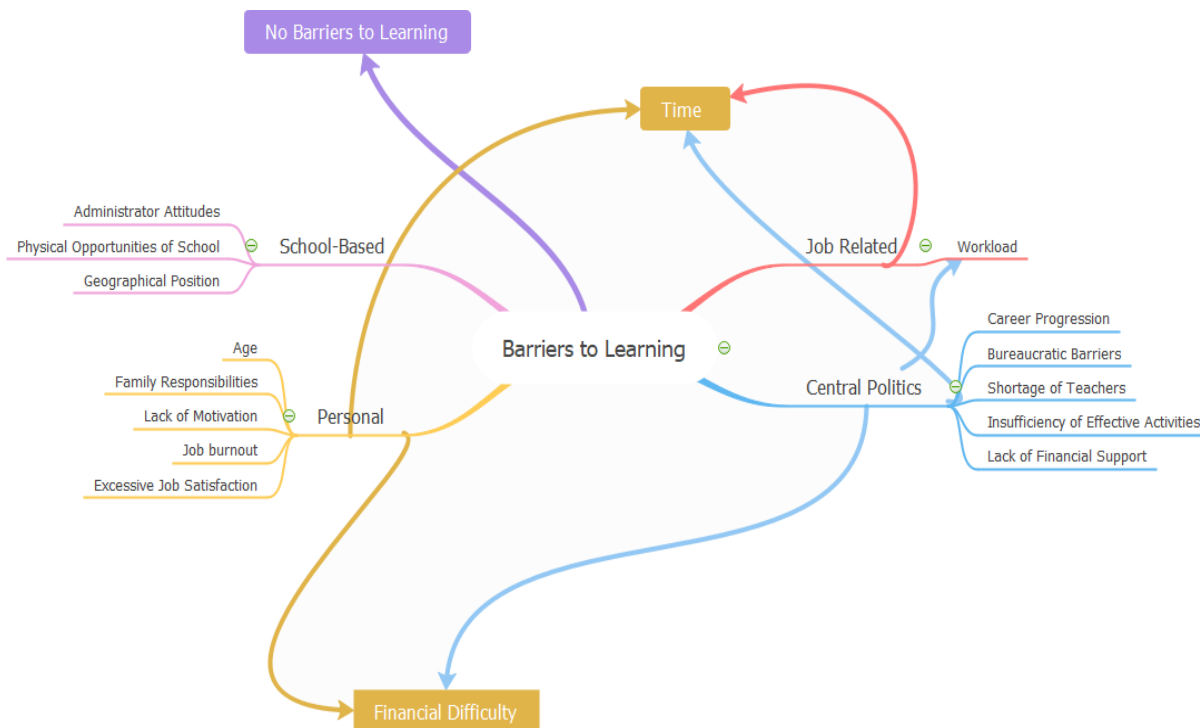 No Barriers to Learning
Time
Administrator Attitudes
Physical Opportunities of School
Geographical Position
School-Based
Job Related
Workload
Barriers to Learning
Age
Family Responsibilities
Lack of Motivation
Job burnout
Excessive Job Satisfaction
Personal
Central Politics
Career Progression
Bureaucratic Barriers
Shortage of Teachers
Insufficiency of Effective Activities
Lack of Financial Support
Financial Difficulty